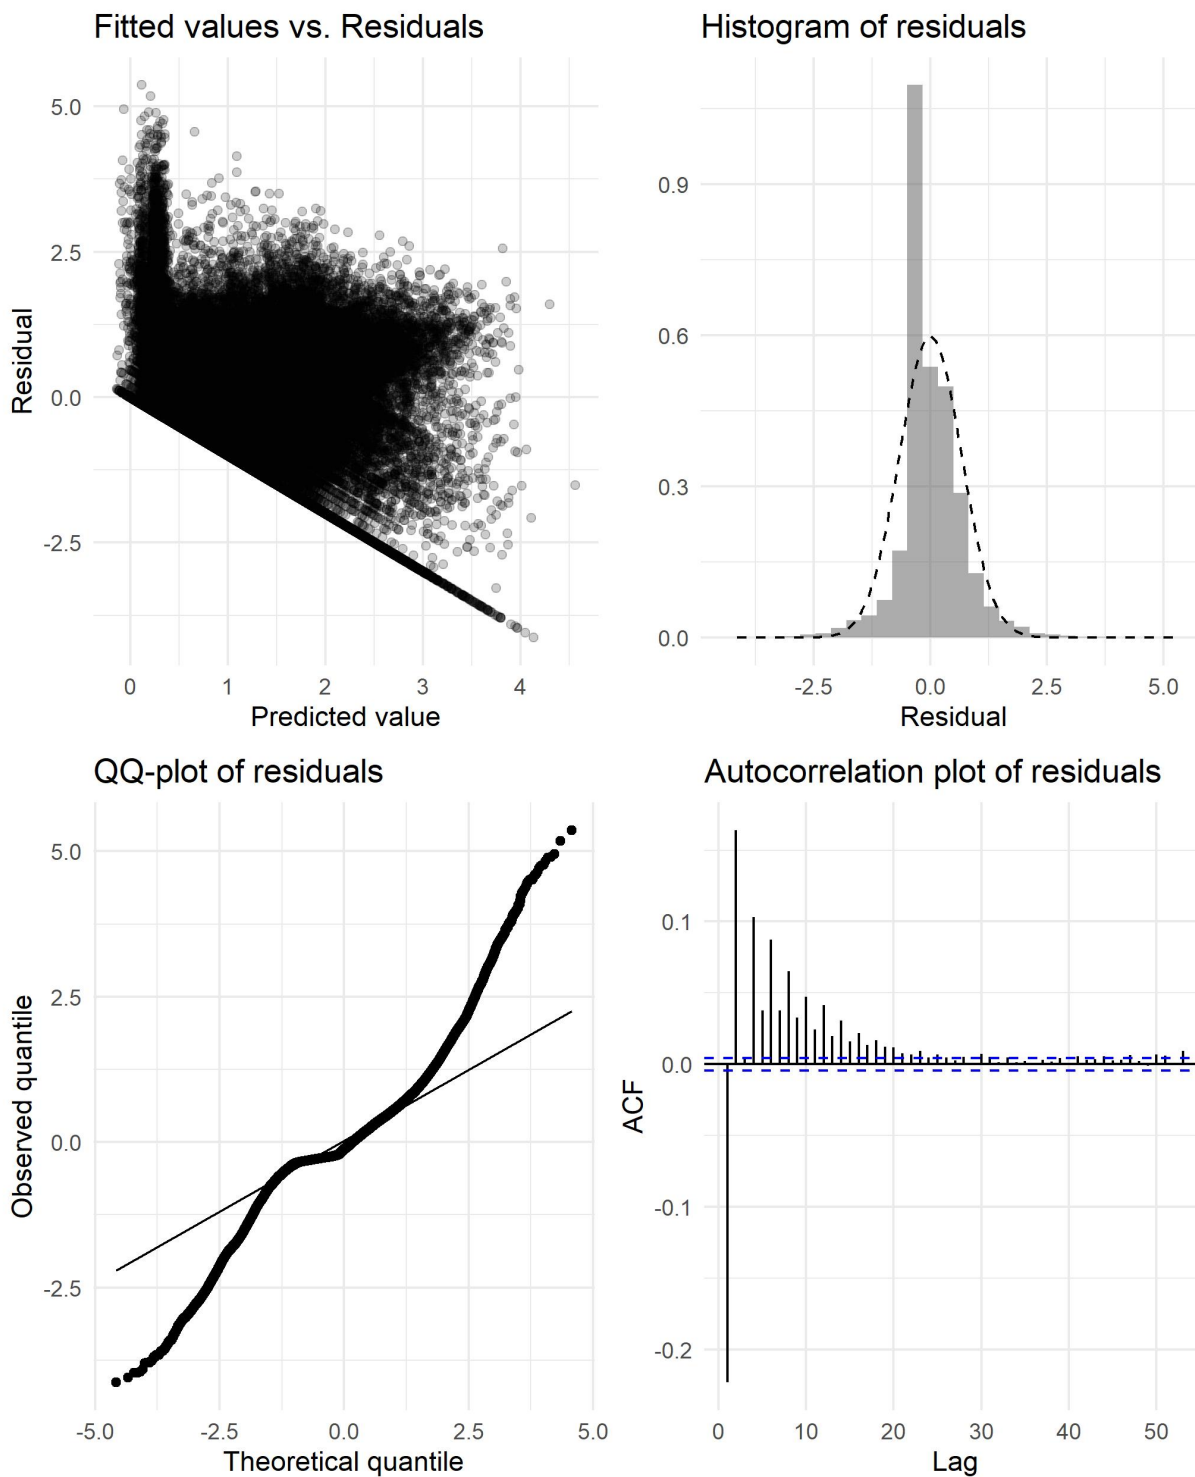 Fitted values vs. Residuals
5.0
2.5
0.0
-2.5
Residual
0 1 2 3 4
Predicted value
Histogram of residuals
0.9
0.6
0.3
0.0
-2.5 0.0 2.5 5.0
Residual
QQ-plot of residuals
5.0
2.5
0.0
-2.5
Observed quantile
-5.0 -2.5 0.0 2.5 5.0
Theoretical quantile
Autocorrelation plot of residuals
0.1
0.0
-0.1
-0.2
ACF
0 10 20 30 40 50
Lag